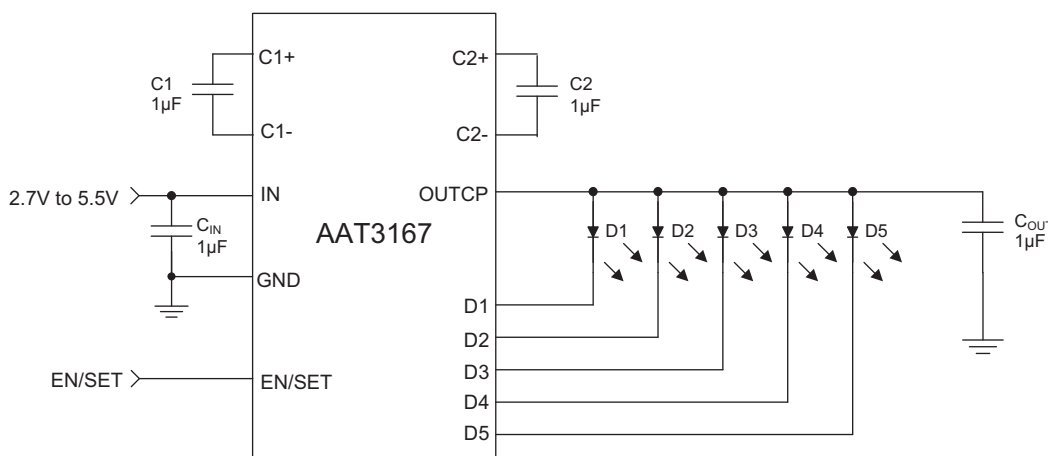 C1+
C2+
C1
1µF
C2
1µF
C1-
C2-
2.7V to 5.5V
IN
OUTCP
CIN
1µF
AAT3167
D1
D2
D3
D4
D5
COUT
1µF
GND
D1
D2
EN/SET
EN/SET
D3
D4
D5